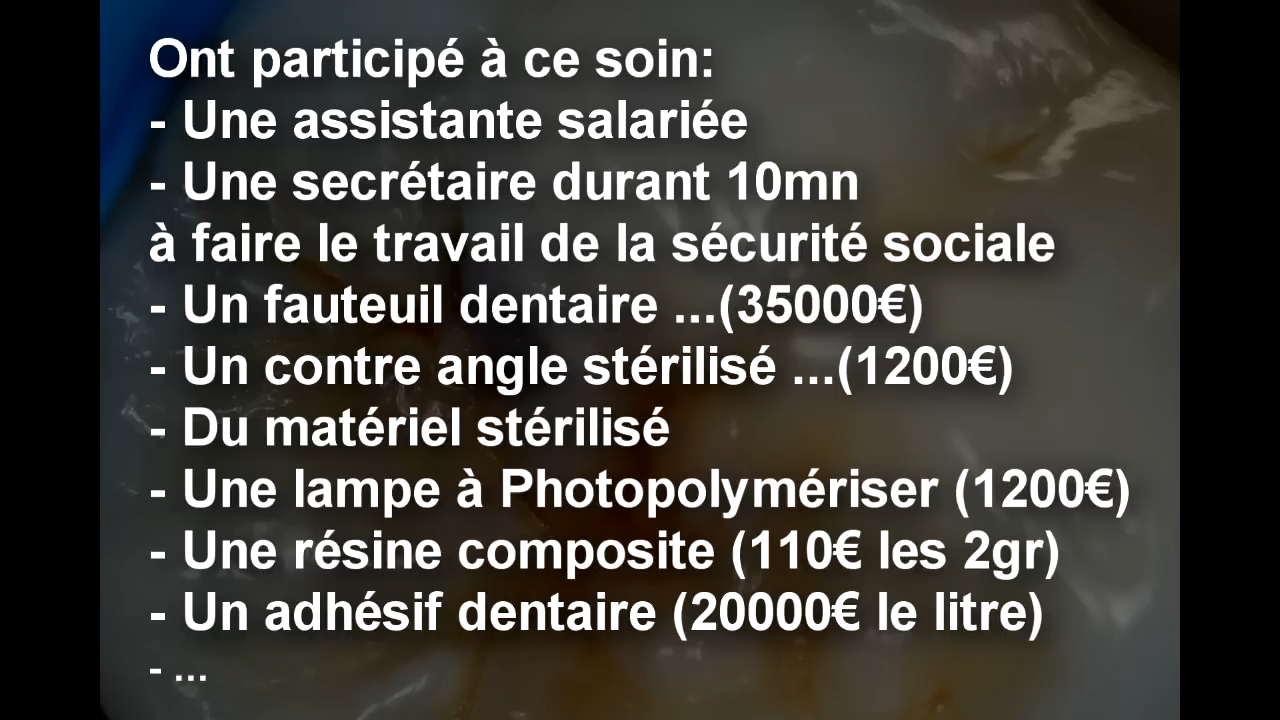 Ont participé à ce soin:
- Une assistante salariée
- Une secrétaire durant 10mn
à faire le travail de la sécurité sociale
- Un fauteuil dentaire ...(35000€)
- Un contre angle stérilisé ...(1200€)
- Du matériel stérilisé
- Une lampe à Photopolymériser (1200€)
- Une résine composite (110€ les 2gr)
- Un adhésif dentaire (20000€ le litre)
- ...